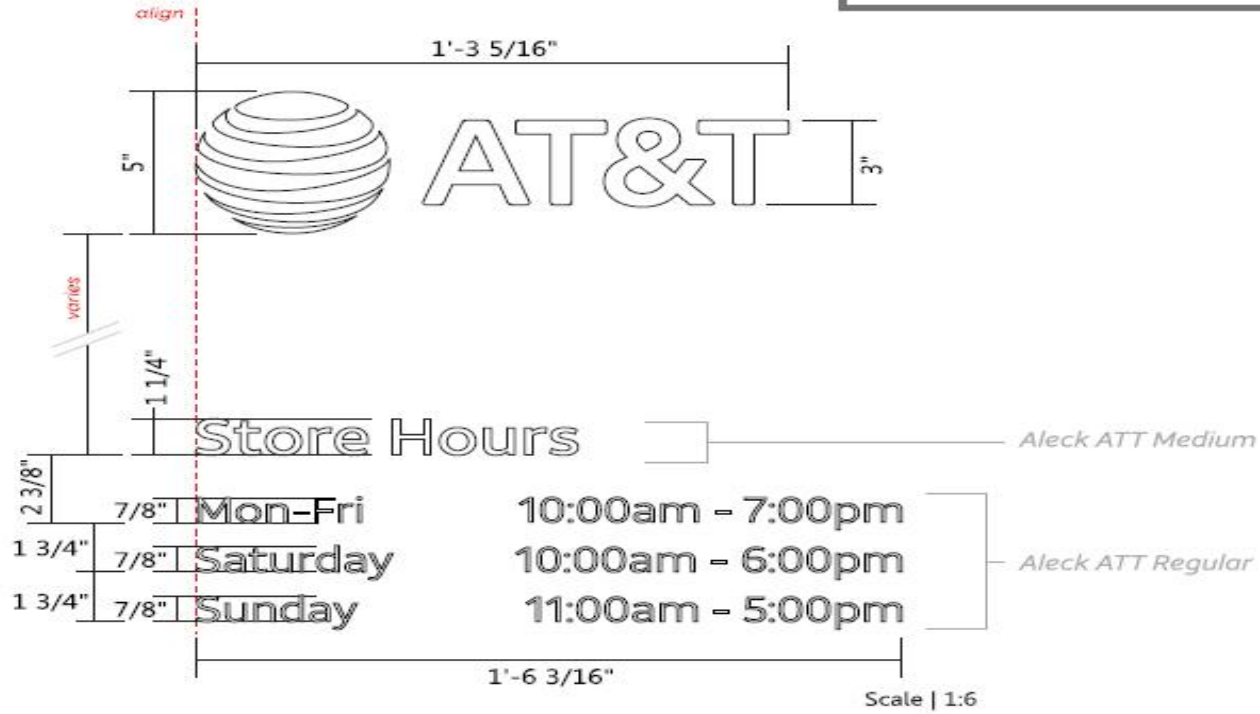 align
1'-3 5/16"
5"
AT&T
3"
varies
1 1/4"
Store Hours
Aleck ATT Medium
2 3/8"
7/8"
Mon-Fri 10:00am - 7:00pm
1 3/4"
7/8"
Saturday 10:00am - 6:00pm
Aleck ATT Regular
1 3/4"
7/8"
Sunday 11:00am - 5:00pm
1'-6 3/16"
Scale | 1:6